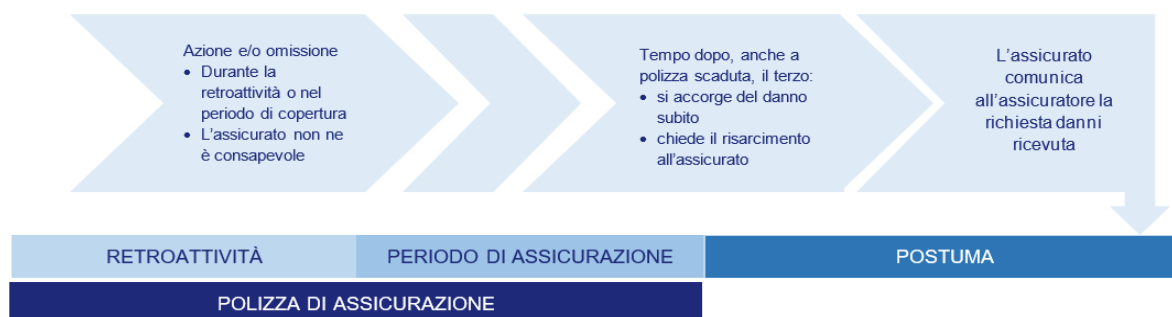 Azione e/o omissione
• Durante la
retroattività o nel
periodo di copertura
• L'assicurato non ne
è consapevole
Tempo dopo, anche a
polizza scaduta, il terzo:
• si accorge del danno
subito
• chiede il risarcimento
all'assicurato
L'assicurato
comunica
all'assicuratore la
richiesta danni
ricevuta
RETROATTIVITÀ
PERIODO DI ASSICURAZIONE
POSTUMA
POLIZZA DI ASSICURAZIONE